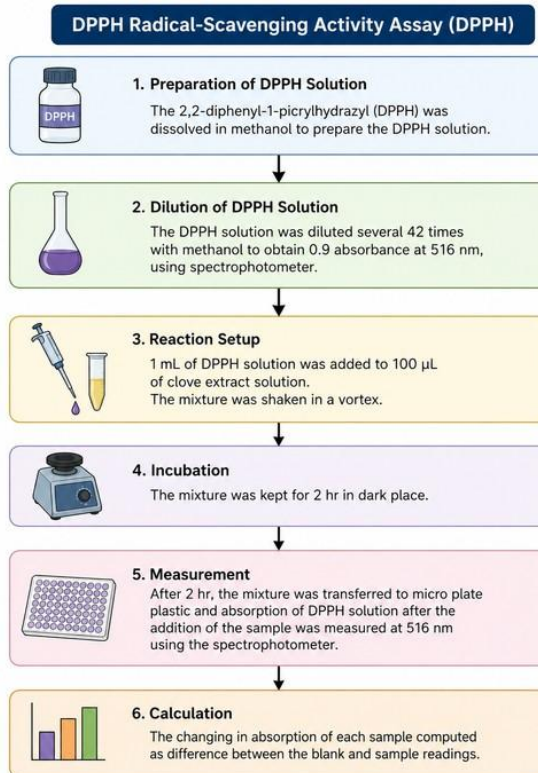 DPPH Radical-Scavenging Activity Assay (DPPH)
DPPH
1. Preparation of DPPH Solution
The 2,2-diphenyl-1-picrylhydrazyl (DPPH) was
dissolved in methanol to prepare the DPPH solution.
2. Dilution of DPPH Solution
The DPPH solution was diluted several 42 times
with methanol to obtain 0.9 absorbance at 516 nm,
using spectrophotometer.
3. Reaction Setup
1 mL of DPPH solution was added to 100 µL
of clove extract solution.
The mixture was shaken in a vortex.
4. Incubation
The mixture was kept for 2 hr in dark place.
5. Measurement
After 2 hr, the mixture was transferred to micro plate
plastic and absorption of DPPH solution after the
addition of the sample was measured at 516 nm
using the spectrophotometer.
6. Calculation
The changing in absorption of each sample computed
as difference between the blank and sample readings.